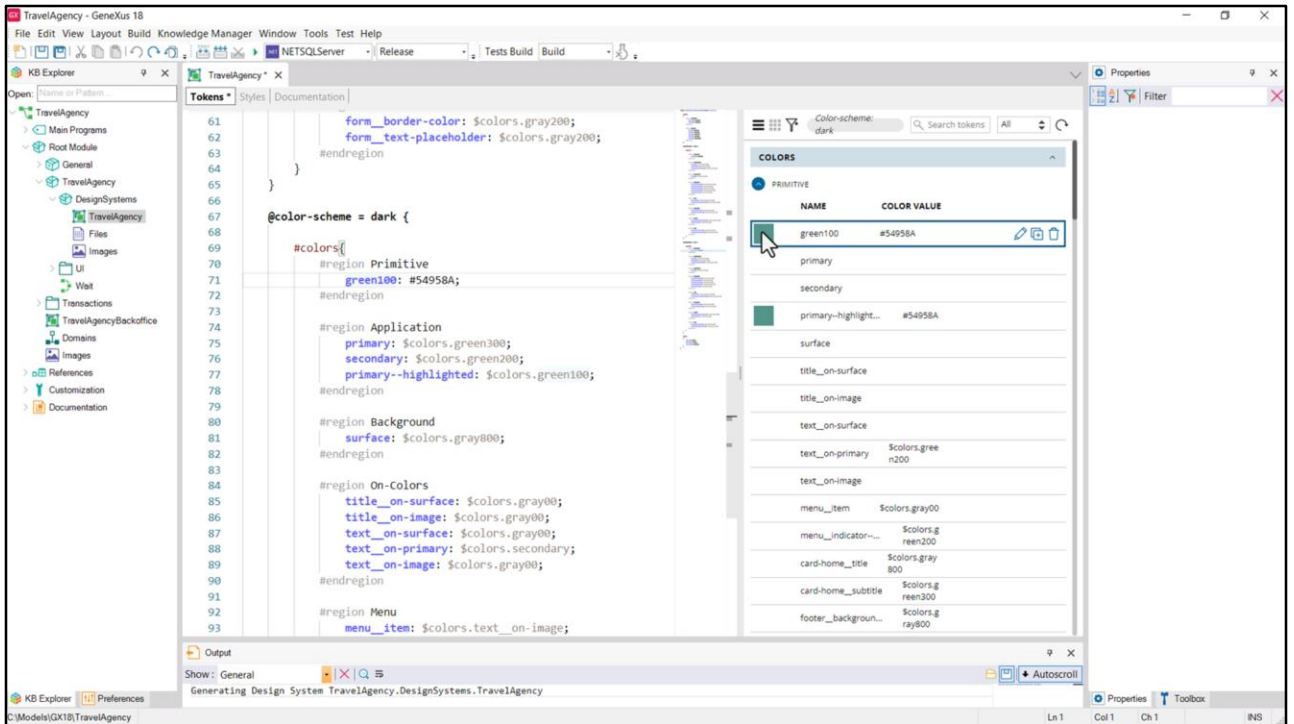 TravelAgency - GeneXus 18
File Edit View Layout Build Knowledge Manager Window Tools Test Help
NETSQLServer Release Tests Build Build
KB Explorer
Open: Name or Pattern...
TravelAgency
Main Programs
Root Module
General
TravelAgency
DesignSystems
TravelAgency
Files
Images
UI
Wait
Transactions
TravelAgencyBackoffice
Domains
Images
References
Customization
Documentation
KB Explorer Preferences
TravelAgency*
Tokens * Styles Documentation
61 form__border-color: $colors.gray200;
62 form__text-placeholder: $colors.gray200;
63 #endregion
64 }
65 }
66
67 @color-scheme = dark {
68
69 #colors{
70 #region Primitive
71 green100: #54958A;
72 #endregion
73
74 #region Application
75 primary: $colors.green300;
76 secondary: $colors.green200;
77 primary--highlighted: $colors.green100;
78 #endregion
79
80 #region Background
81 surface: $colors.gray800;
82 #endregion
83
84 #region On-Colors
85 title__on-surface: $colors.gray00;
86 title__on-image: $colors.gray00;
87 text__on-surface: $colors.gray00;
88 text__on-primary: $colors.secondary;
89 text__on-image: $colors.gray00;
90 #endregion
91
92 #region Menu
93 menu__item: $colors.text__on-image;
Color-scheme: dark
Search tokens All
COLORS
PRIMITIVE
NAME COLOR VALUE
green100 #54958A
primary
secondary
primary--highlight... #54958A
surface
title__on-surface
title__on-image
text__on-surface
text__on-primary $colors.gree
n200
text__on-image
menu__item $colors.gray00
menu__indicator--... $colors.g
reen200
card-home__title $colors.gray
800
card-home__subtitle $colors.g
reen300
footer__backgroun... $colors.g
ray800
Output
Show: General Autoscroll
Generating Design System TravelAgency.DesignSystems.TravelAgency
Properties
Filter
Properties Toolbox
C:\Models\GX18\TravelAgency Ln 1 Col 1 Ch 1 INS